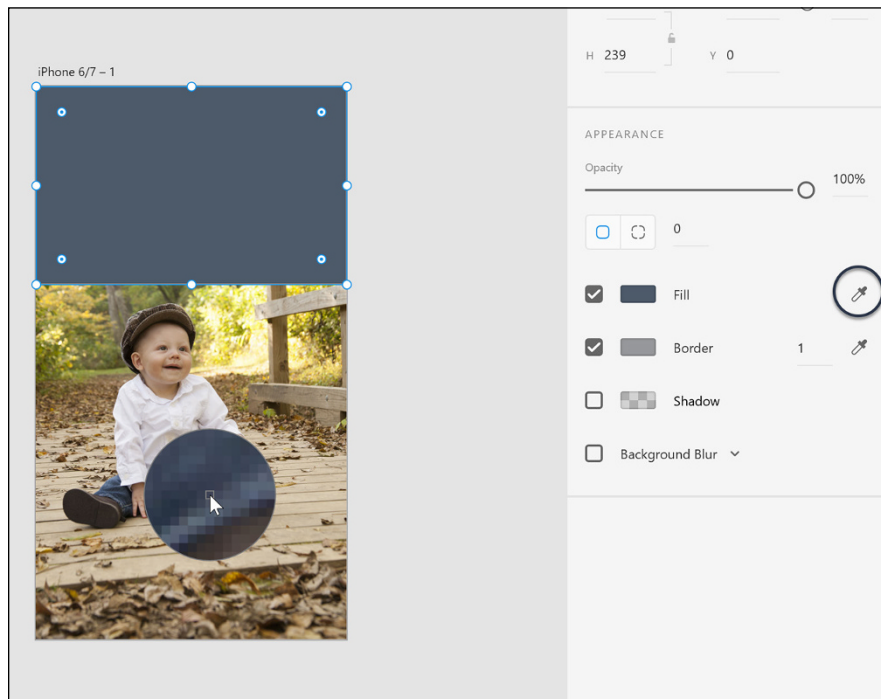 iPhone 6/7 – 1
H 239 Y 0
APPEARANCE
Opacity
100%
0
Fill
Border 1
Shadow
Background Blur